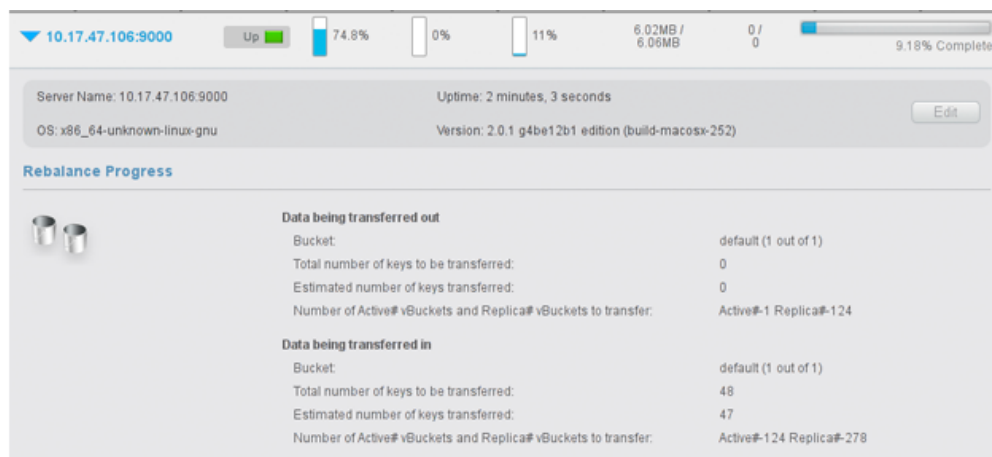 10.17.47.106:9000 Up 74.8% 0% 11% 6.02MB / 0 /
6.06MB 0 9.18% Complete
Server Name: 10.17.47.106:9000 Uptime: 2 minutes, 3 seconds
Edit
OS: x86_64-unknown-linux-gnu Version: 2.0.1 g4be12b1 edition (build-macosx-252)
Rebalance Progress
Data being transferred out
Bucket: default (1 out of 1)
Total number of keys to be transferred: 0
Estimated number of keys transferred: 0
Number of Active# vBuckets and Replica# vBuckets to transfer: Active#-1 Replica#-124
Data being transferred in
Bucket: default (1 out of 1)
Total number of keys to be transferred: 48
Estimated number of keys transferred: 47
Number of Active# vBuckets and Replica# vBuckets to transfer: Active#-124 Replica#-278